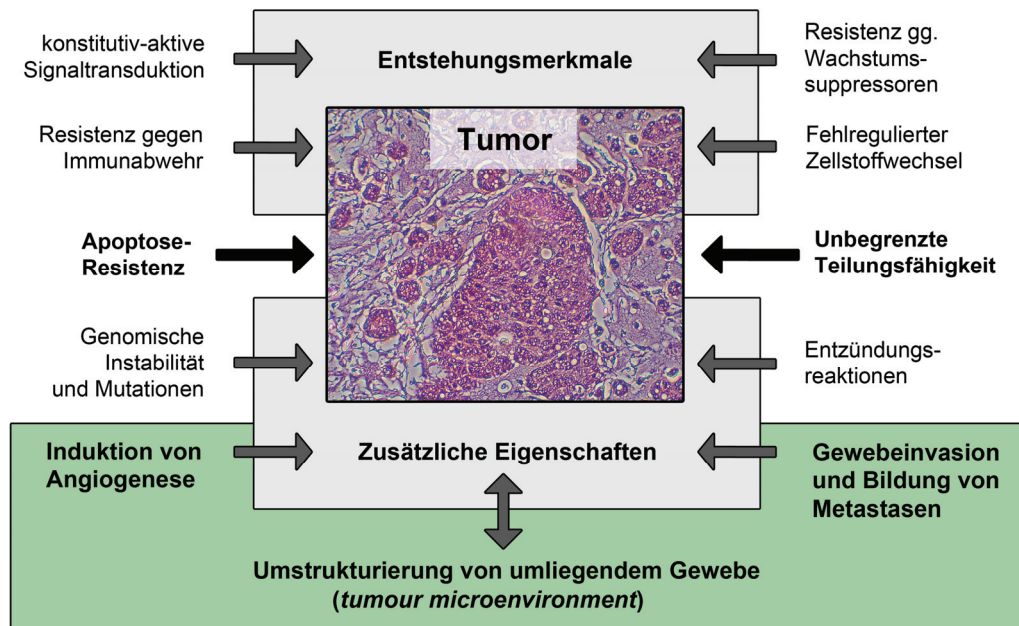 konstitutiv-aktive
Signaltransduktion
Entstehungsmerkmale
Resistenz gg.
Wachstums-
suppressoren
Resistenz gegen
Immunabwehr
Tumor
Fehlregulierter
Zellstoffwechsel
Apoptose-
Resistenz
Unbegrenzte
Teilungsfähigkeit
Genomische
Instabilität
und Mutationen
Entzündungs-
reaktionen
Induktion von
Angiogenese
Zusätzliche Eigenschaften
Gewebeinvasion
und Bildung von
Metastasen
Umstrukturierung von umliegendem Gewebe
(tumour microenvironment)